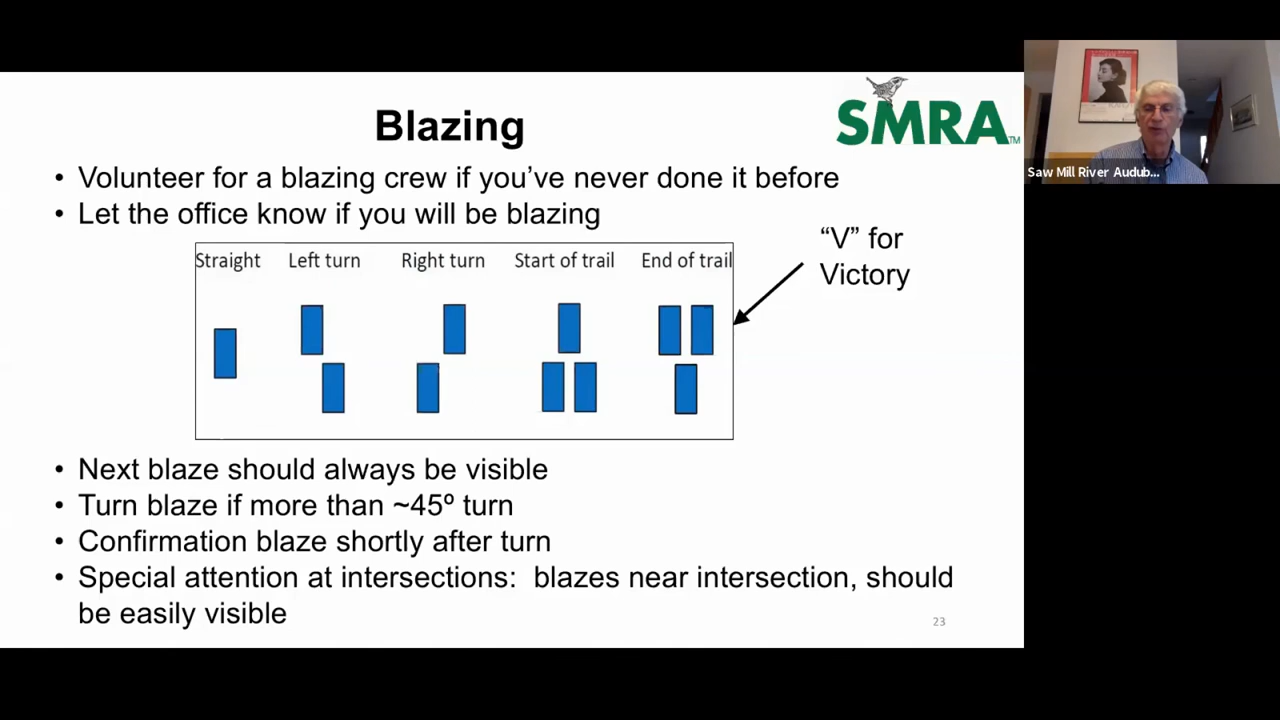 Blazing
SMRA™
• Volunteer for a blazing crew if you’ve never done it before
• Let the office know if you will be blazing
“V” for
Victory
Straight Left turn Right turn Start of trail End of trail
• Next blaze should always be visible
• Turn blaze if more than ~45º turn
• Confirmation blaze shortly after turn
• Special attention at intersections: blazes near intersection, should
be easily visible
23
Saw Mill River Audub...